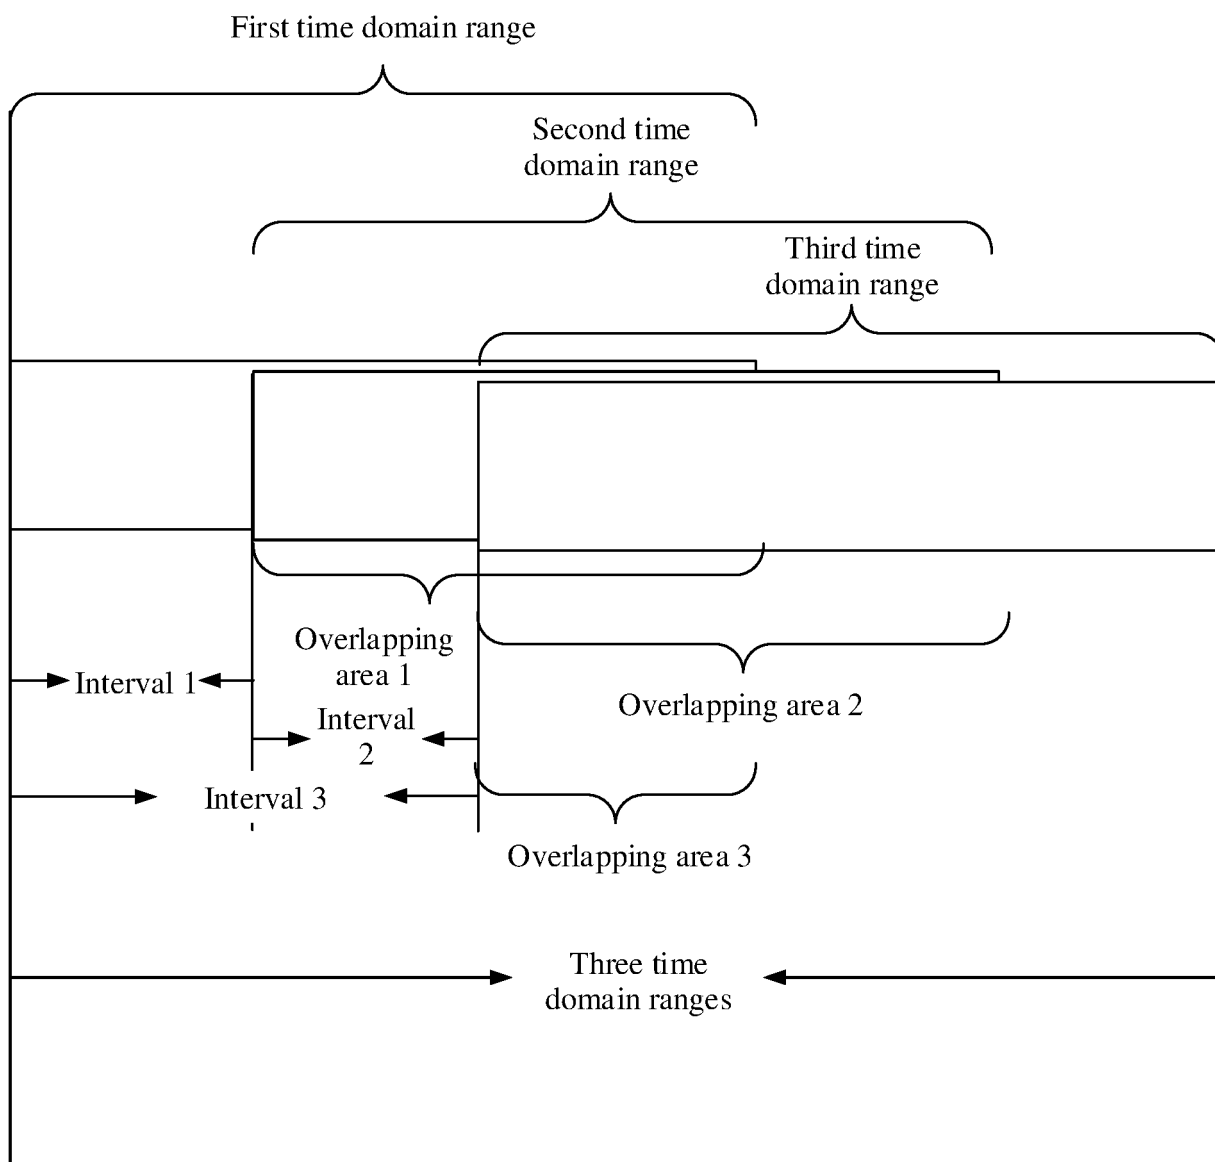 First time domain range
Second time
domain range
Third time
domain range
Overlapping
area 1
Interval 1
Overlapping area 2
Interval
2
Interval 3
Overlapping area 3
Three time
domain ranges